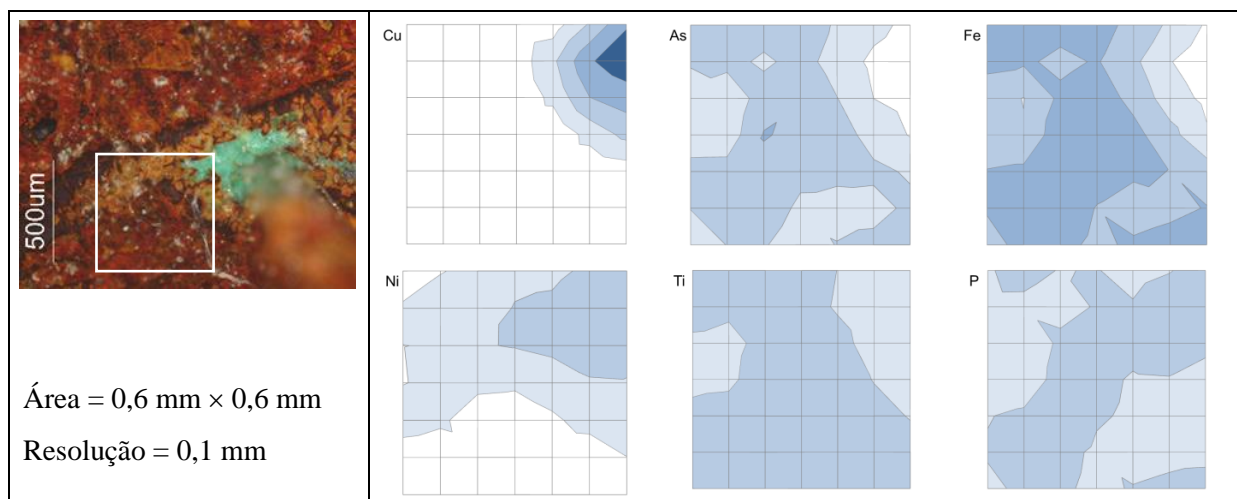 500um
Área = 0,6 mm × 0,6 mm
Resolução = 0,1 mm
Cu
As
Fe
Ni
Ti
P